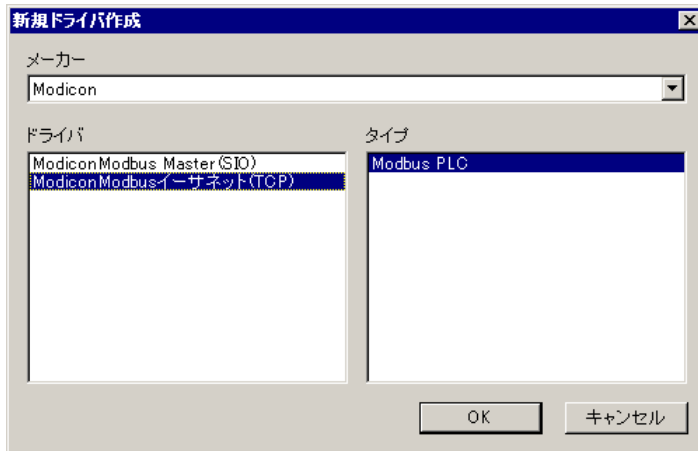 新規ドライバ作成
メーカー
Modicon
ドライバ
タイプ
ModiconModbus Master(SIO)
ModiconModbusイーサネット(TCP)
Modbus PLC
OK
キャンセル